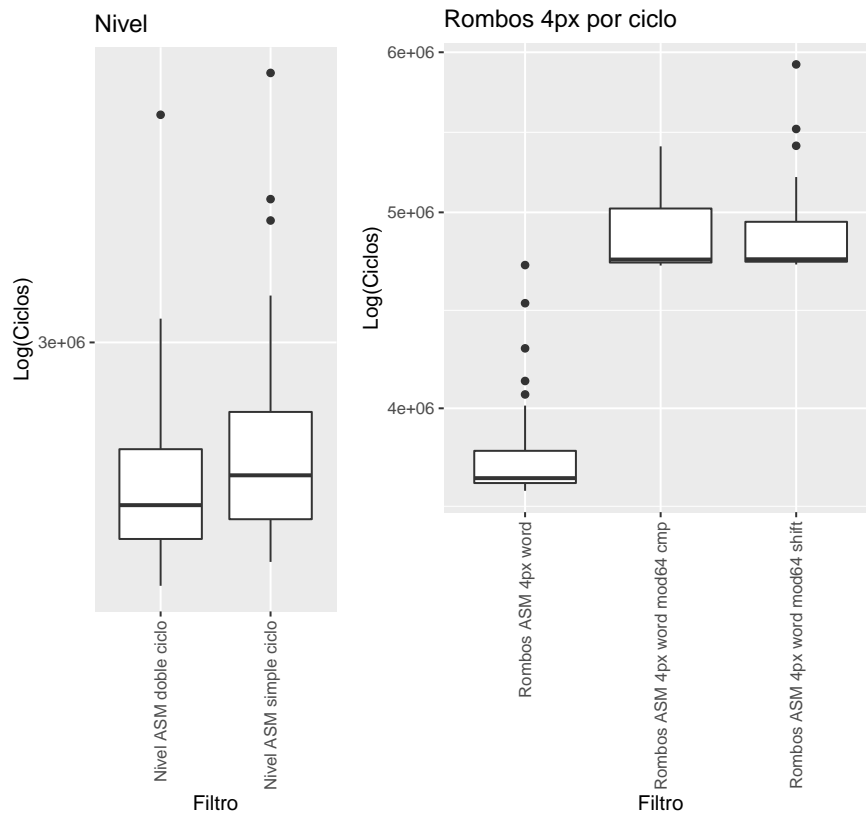 Nivel
Log(Ciclos)
3e+06
Nivel ASM doble ciclo
Nivel ASM simple ciclo
Filtro
Rombos 4px por ciclo
Log(Ciclos)
6e+06
5e+06
4e+06
Rombos ASM 4px word
Rombos ASM 4px word mod64 cmp
Rombos ASM 4px word mod64 shift
Filtro